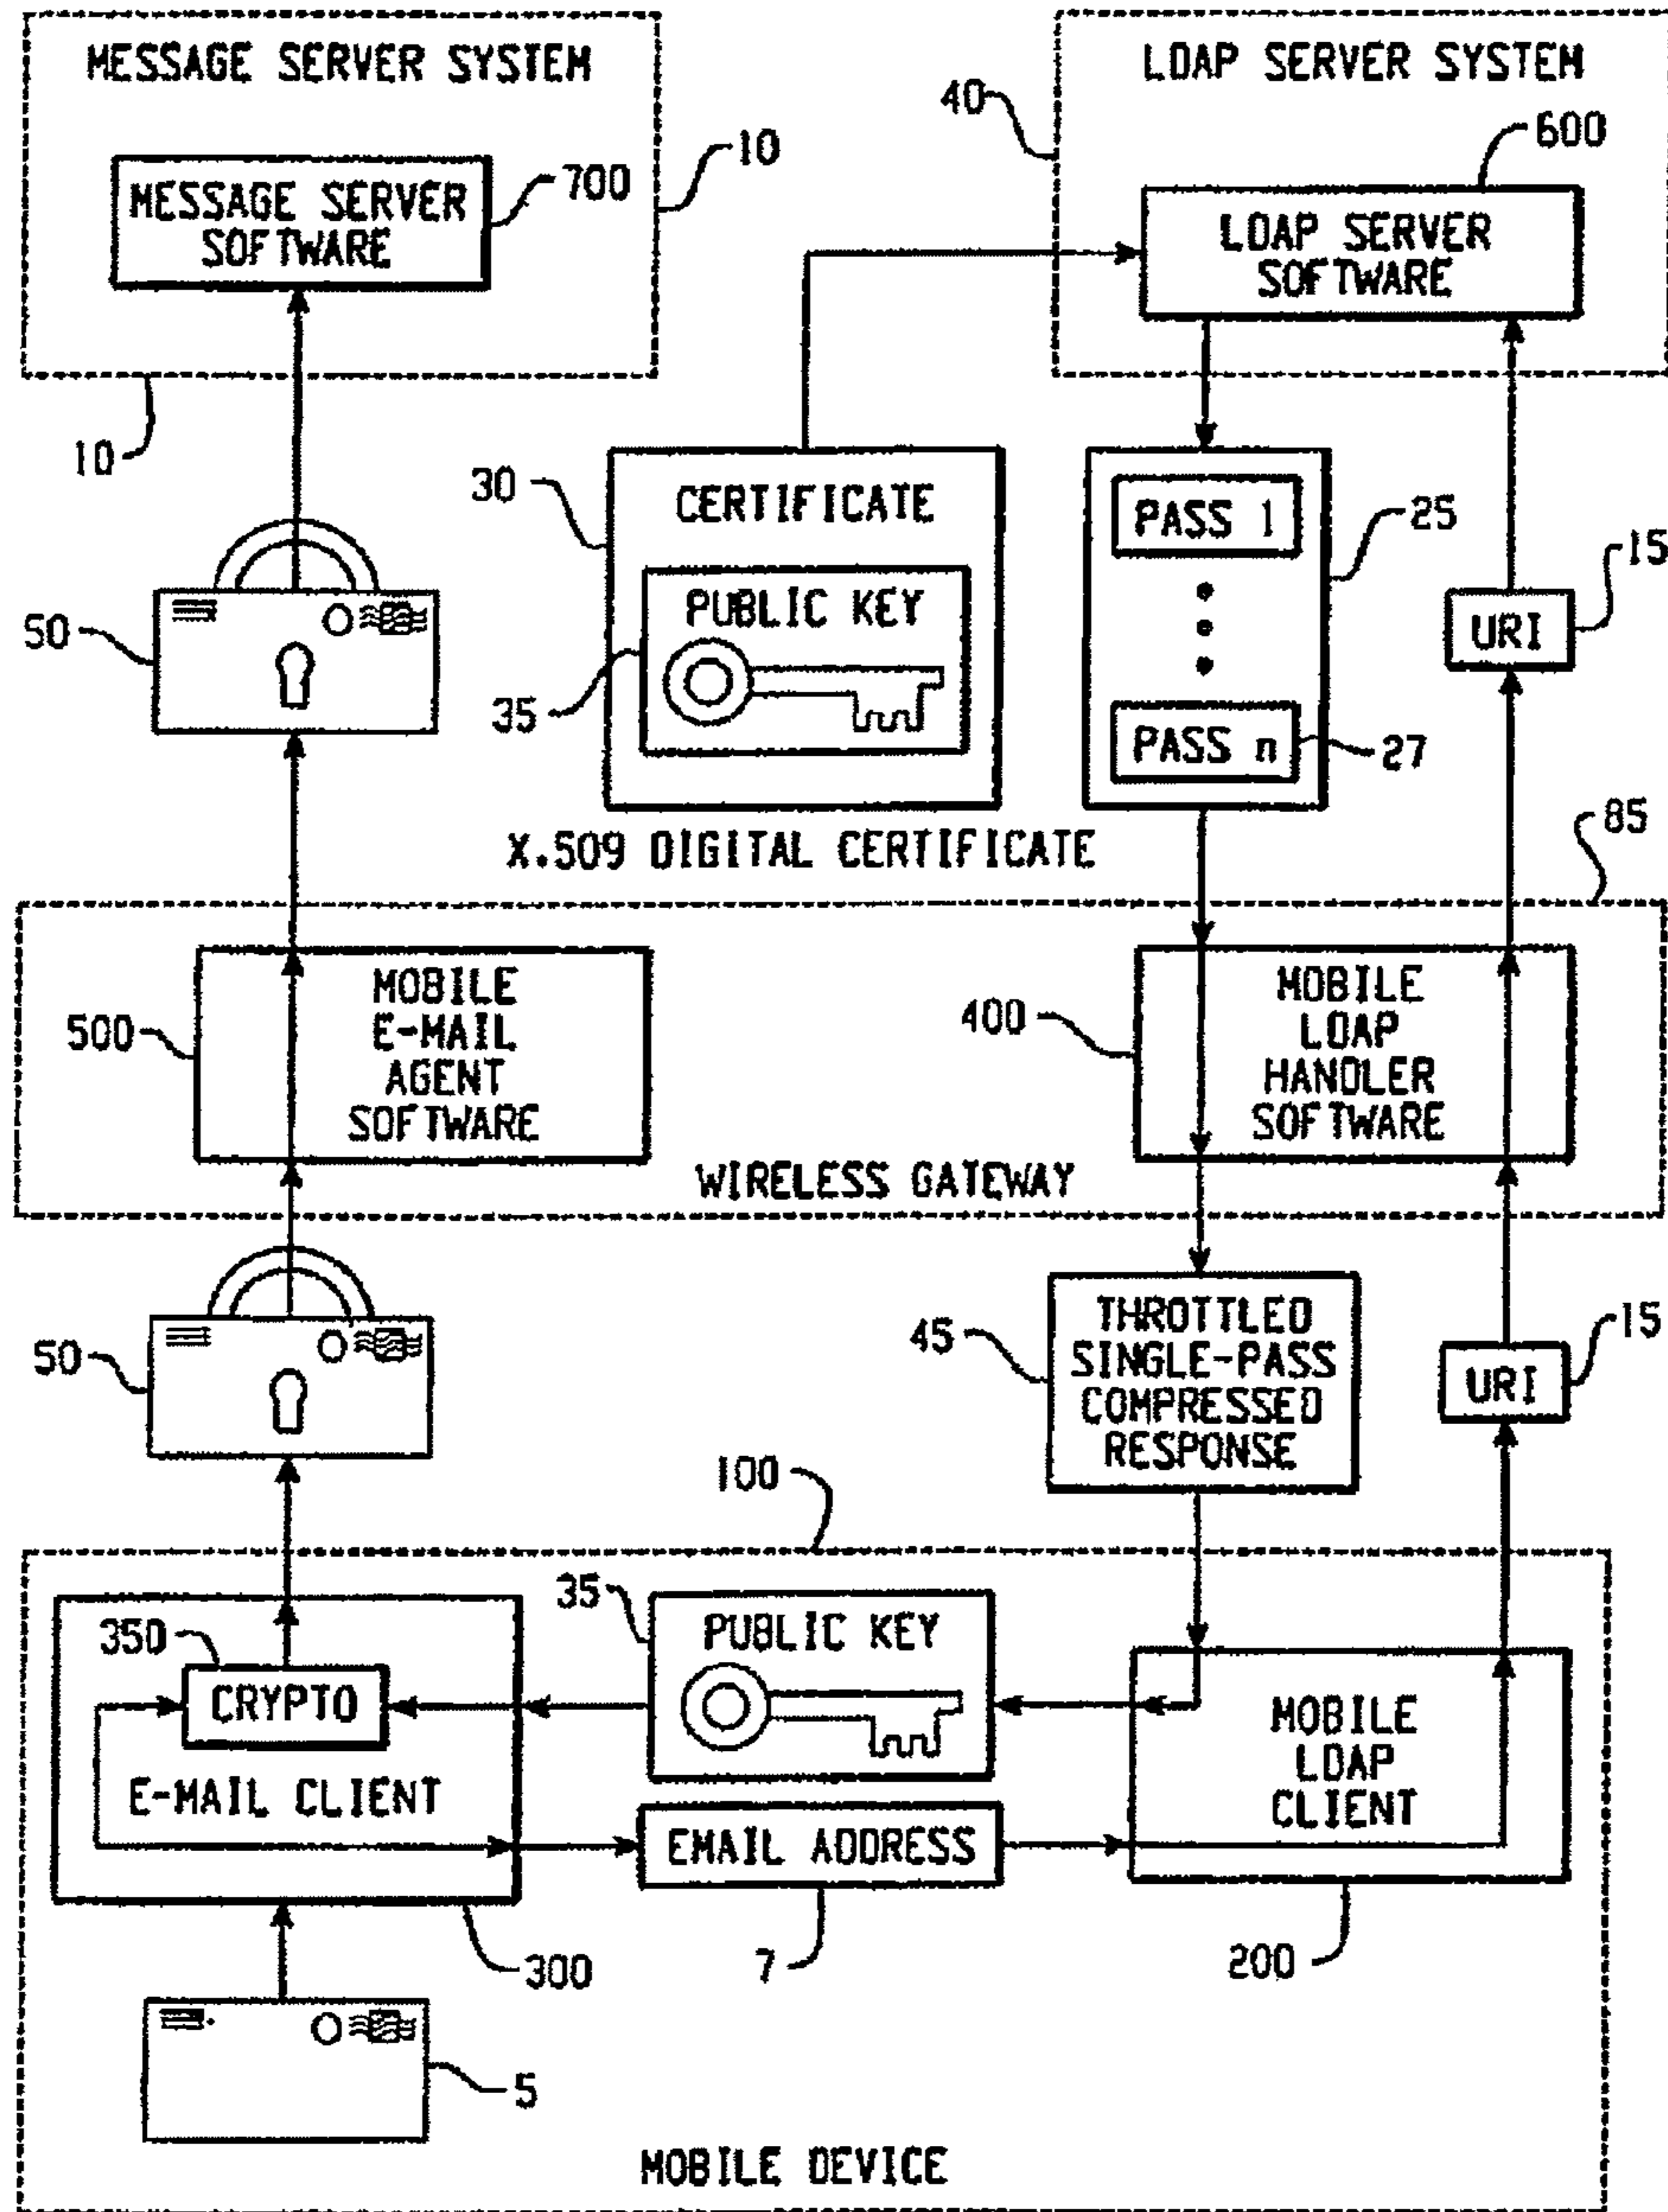 MESSAGE SERVER SYSTEM
LDAP SERVER SYSTEM
40
600
10
700
MESSAGE SERVER
SOFTWARE
LDAP SERVER
SOFTWARE
10
30
CERTIFICATE
PASS 1
25
15
PUBLIC KEY
50
URI
35
PASS n
27
85
X.509 DIGITAL CERTIFICATE
500
MOBILE
E-MAIL
AGENT
SOFTWARE
400
MOBILE
LDAP
HANDLER
SOFTWARE
WIRELESS GATEWAY
50
45
THROTTLED
SINGLE-PASS
COMPRESSED
RESPONSE
15
URI
100
350
35
PUBLIC KEY
CRYPTO
E-MAIL CLIENT
MOBILE
LDAP
CLIENT
EMAIL ADDRESS
300
7
200
5
MOBILE DEVICE